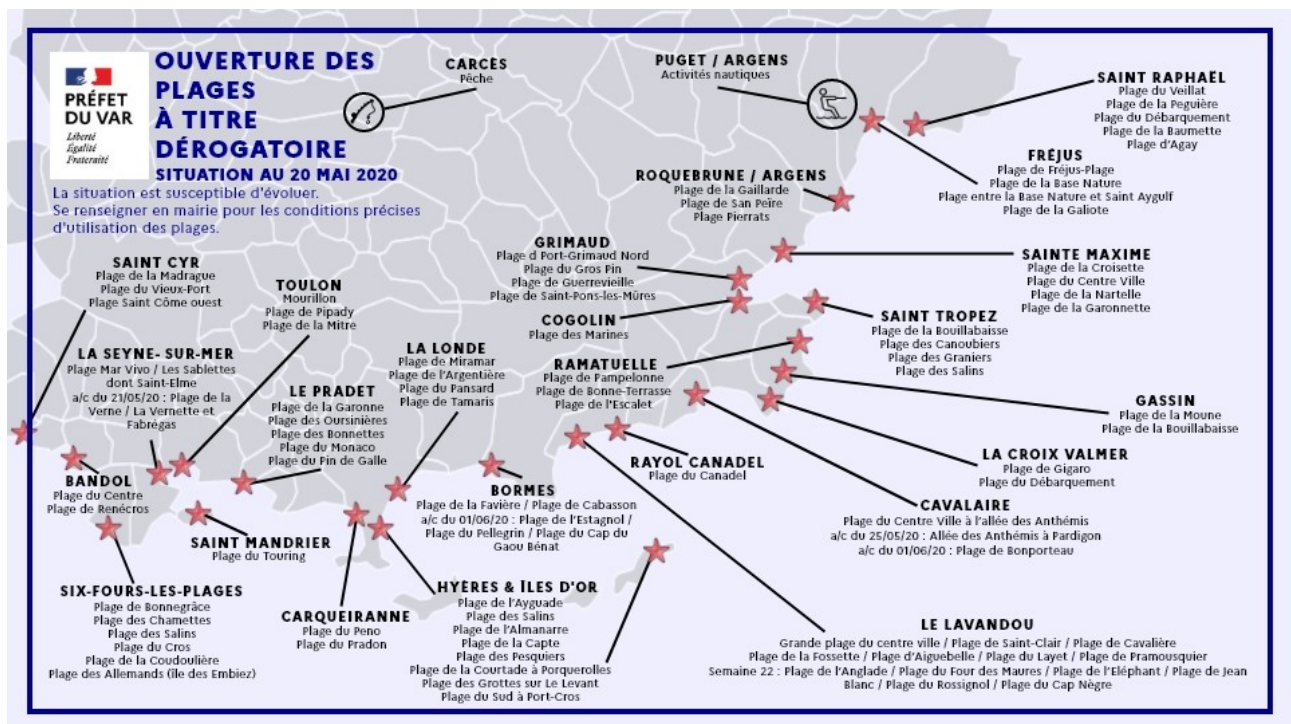 PRÉFET
DU VAR
Liberté
Égalité
Fraternité
OUVERTURE DES
PLAGES
À TITRE
DÉROGATOIRE
SITUATION AU 20 MAI 2020
La situation est susceptible d'évoluer.
Se renseigner en mairie pour les conditions précises
d'utilisation des plages.
CARCÈS
Pêche
PUGET / ARGENS
Activités nautiques
SAINT RAPHAËL
Plage du Veillat
Plage de la Peguière
Plage du Débarquement
Plage de la Baumette
Plage d'Agay
FRÉJUS
Plage de Fréjus-Plage
Plage de la Base Nature
Plage entre la Base Nature et Saint Aygulf
Plage de la Galiote
ROQUEBRUNE / ARGENS
Plage de la Gaillarde
Plage de San Peïre
Plage Pierrats
GRIMAUD
Plage d Port-Grimaud Nord
Plage du Gros Pin
Plage de Guerrevieille
Plage de Saint-Pons-les-Mûres
SAINTE MAXIME
Plage de la Croisette
Plage du Centre Ville
Plage de la Nartelle
Plage de la Garonnette
COGOLIN
Plage des Marines
SAINT TROPEZ
Plage de la Bouillabaisse
Plage des Canoubiers
Plage des Graniers
Plage des Salins
SAINT CYR
Plage de la Madrague
Plage du Vieux-Port
Plage Saint Côme ouest
TOULON
Mourillon
Plage de Pipady
Plage de la Mitre
LA SEYNE- SUR-MER
Plage Mar Vivo / Les Sablettes
dont Saint-Elme
a/c du 21/05/20 : Plage de la
Verne / La Vernette et
Fabrégas
LE PRADET
Plage de la Garonne
Plage des Oursinières
Plage des Bonnettes
Plage du Monaco
Plage du Pin de Galle
LA LONDE
Plage de Miramar
Plage de l'Argentière
Plage du Pansard
Plage de Tamaris
RAMATUELLE
Plage de Pampelonne
Plage de Bonne-Terrasse
Plage de l'Escalet
GASSIN
Plage de la Moune
Plage de la Bouillabaisse
RAYOL CANADEL
Plage du Canadel
LA CROIX VALMER
Plage de Gigaro
Plage du Débarquement
BANDOL
Plage du Centre
Plage de Renécros
SAINT MANDRIER
Plage du Touring
BORMES
Plage de la Favière / Plage de Cabasson
a/c du 01/06/20 : Plage de l'Estagnol /
Plage du Pellegrin / Plage du Cap du
Gaou Bénat
CAVALAIRE
Plage du Centre Ville à l'allée des Anthémis
a/c du 25/05/20 : Allée des Anthémis à Pardigon
a/c du 01/06/20 : Plage de Bonporteau
SIX-FOURS-LES-PLAGES
Plage de Bonnegrâce
Plage des Chamettes
Plage des Salins
Plage du Cros
Plage de la Coudoulière
Plage des Allemands (île des Embiez)
CARQUEIRANNE
Plage du Peno
Plage du Pradon
HYÈRES & ÎLES D'OR
Plage de l'Ayguade
Plage des Salins
Plage de l'Almanarre
Plage de la Capte
Plage des Pesquiers
Plage de la Courtade à Porquerolles
Plage des Grottes sur Le Levant
Plage du Sud à Port-Cros
LE LAVANDOU
Grande plage du centre ville / Plage de Saint-Clair / Plage de Cavalière
Plage de la Fossette / Plage d'Aiguebelle / Plage du Layet / Plage de Pramousquier
Semaine 22 : Plage de l'Anglade / Plage du Four des Maures / Plage de l'Eléphant / Plage de Jean
Blanc / Plage du Rossignol / Plage du Cap Nègre